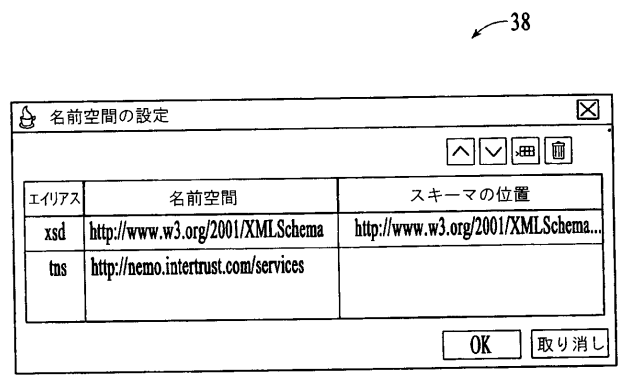 38
名前空間の設定
エイリアス 名前空間 スキーマの位置
xsd http://www.w3.org/2001/XMLSchema http://www.w3.org/2001/XMLSchema...
tns http://nemo.intertrust.com/services
OK 取り消し